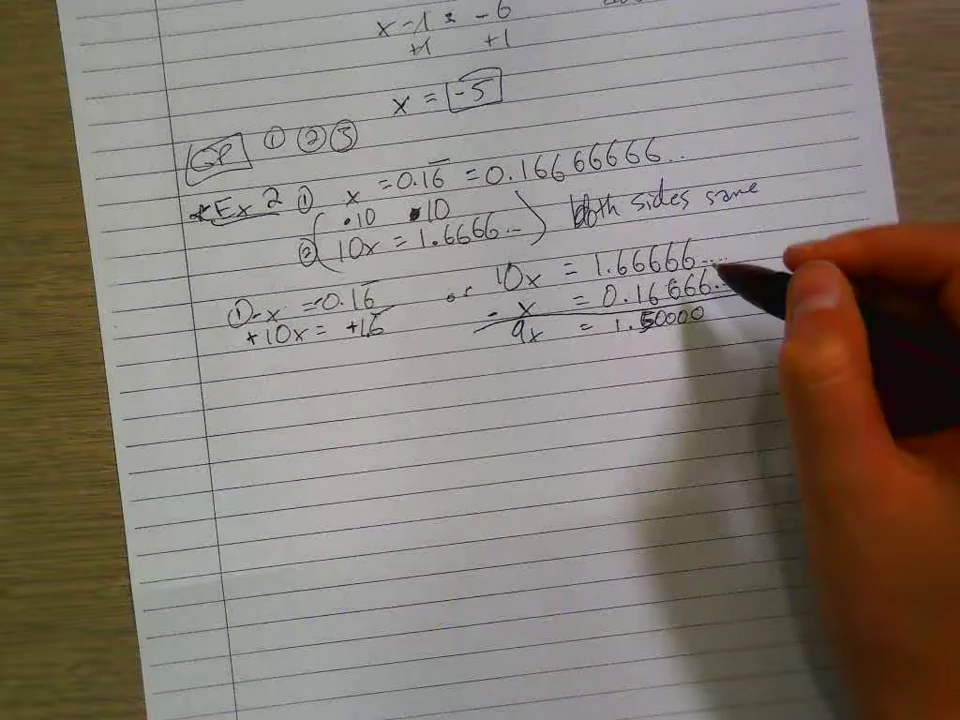 x -1 = -6
+1 +1
x = -5
GP ① ② ③
*Ex 2 ① x = 0.16̅ = 0.16666666...
·10 ·10
② (10x = 1.6666...) both sides same
① -x = -0.16̅ or 10x = 1.66666....
+10x = +1.6̅ - x = 0.16666...
9x = 1.50000